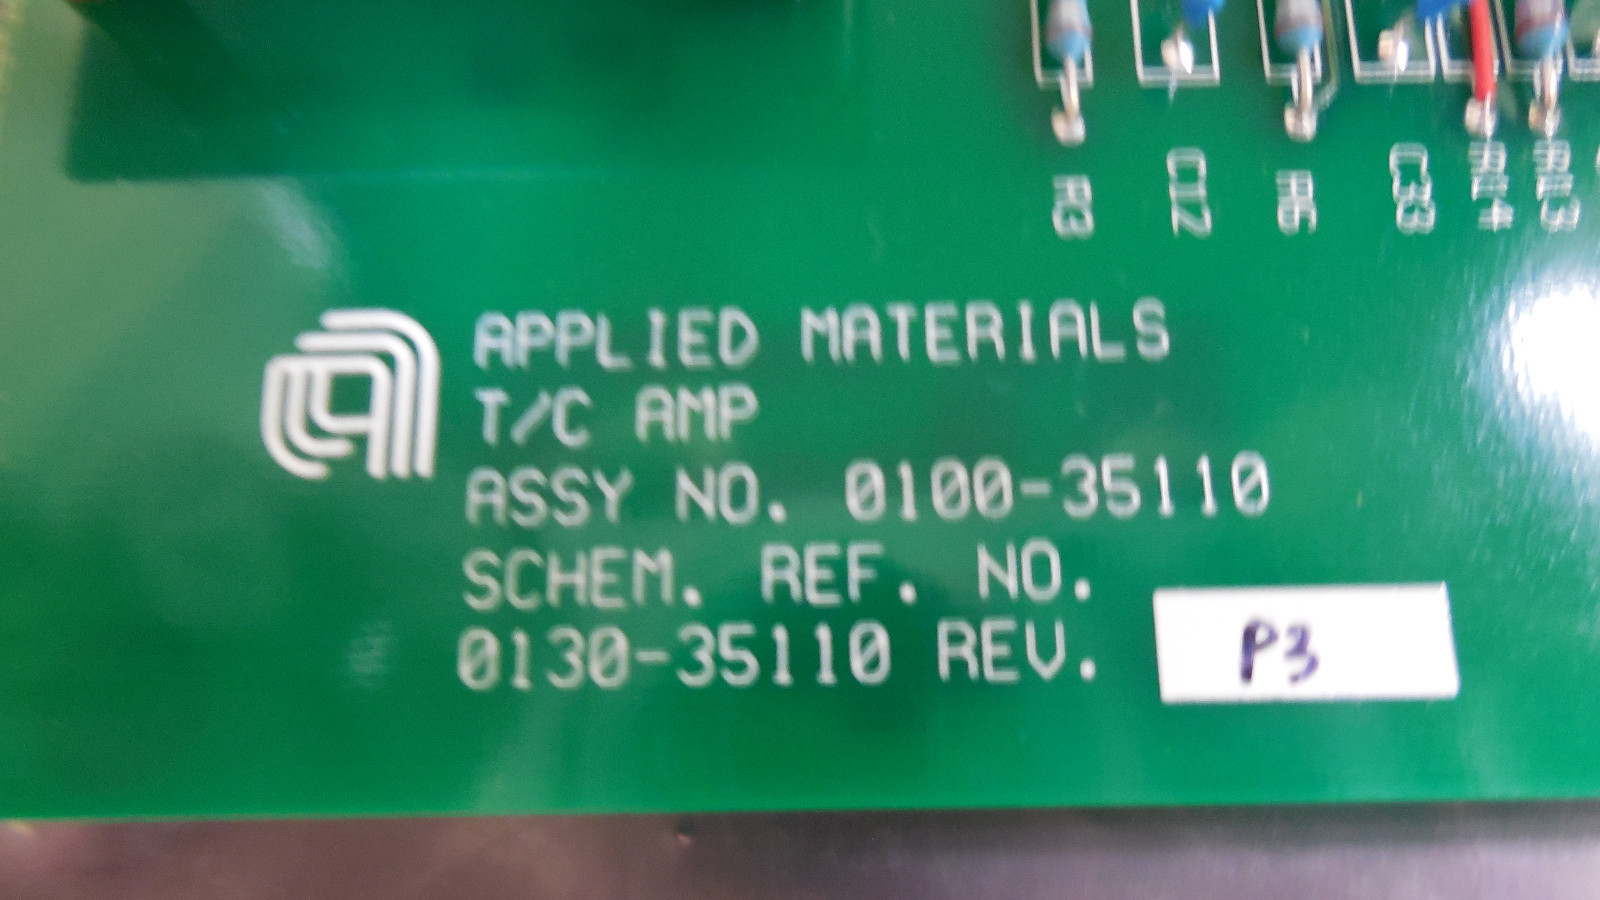 R3
C12
R6
C33
APPLIED MATERIALS
T/C AMP
ASSY NO. 0100-35110
SCHEM. REF. NO.
0130-35110 REV. P3